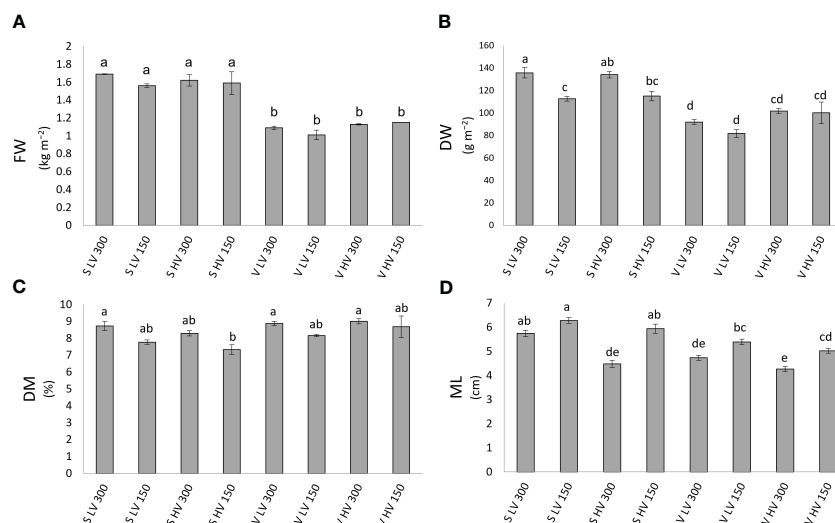 A
FW
(kg m⁻²)
2
1.8
1.6
1.4
1.2
1
0.8
0.6
0.4
0.2
0
a
a
a
a
b
b
b
b
S LV 300
S LV 150
S HV 300
S HV 150
V LV 300
V LV 150
V HV 300
V HV 150
B
DW
(g m⁻²)
160
140
120
100
80
60
40
20
0
a
c
ab
bc
d
d
cd
cd
S LV 300
S LV 150
S HV 300
S HV 150
V LV 300
V LV 150
V HV 300
V HV 150
C
DM
(%)
10
9
8
7
6
5
4
3
2
1
0
a
ab
ab
b
a
ab
a
ab
S LV 300
S LV 150
S HV 300
S HV 150
V LV 300
V LV 150
V HV 300
V HV 150
D
ML
(cm)
7
6
5
4
3
2
1
0
ab
a
de
ab
de
bc
e
cd
S LV 300
S LV 150
S HV 300
S HV 150
V LV 300
V LV 150
V HV 300
V HV 150